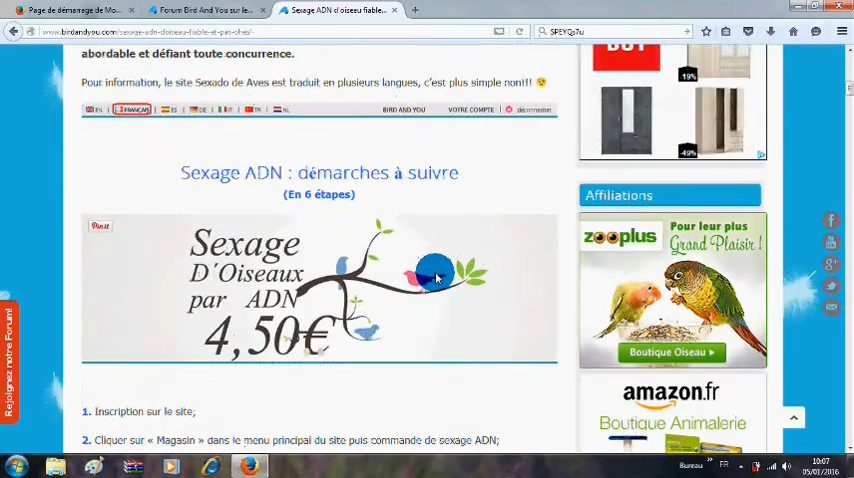 Page de démarrage de Mo...
Forum Bird And You sur le...
Sexage ADN d'oiseau fiable...
www.birdandyou.com/sexage-adn-doiseau-fiable-et-pas-cher/
SPEYQs7u
abordable et défiant toute concurrence.
Pour information, le site Sexado de Aves est traduit en plusieurs langues, c'est plus simple non!!!
EN FRANÇAIS ES DE IT TR NL BIRD AND YOU VOTRE COMPTE déconnexion
Sexage ADN : démarches à suivre
(En 6 étapes)
Pin it
Sexage
D'Oiseaux
par ADN
4,50€
1. Inscription sur le site;
2. Cliquer sur « Magasin » dans le menu principal du site puis commande de sexage ADN;
Rejoignez notre Forum!
BUY
19%
-49%
Affiliations
zooplus
Pour leur plus
Grand Plaisir !
Boutique Oiseau
amazon.fr
Boutique Animalerie
Bureau
FR
10:07
05/01/2016